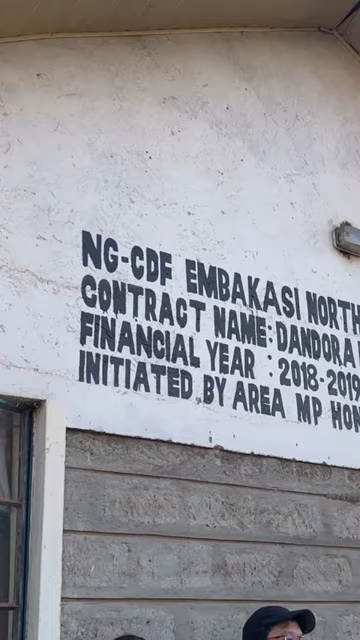 NG-CDF EMBAKASI NORTH
CONTRACT NAME: DANDORA
FINANCIAL YEAR : 2018-2019
INITIATED BY AREA MP HON